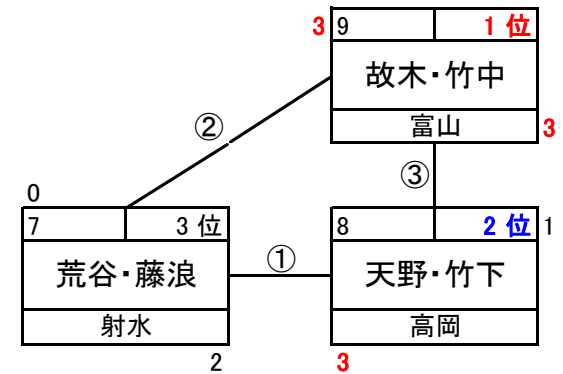 3 9 1 位
故木・竹中
富山 3
②
③
0
7 3 位
8 2 位 1
荒谷・藤浪
①
天野・竹下
射水
高岡
2
3